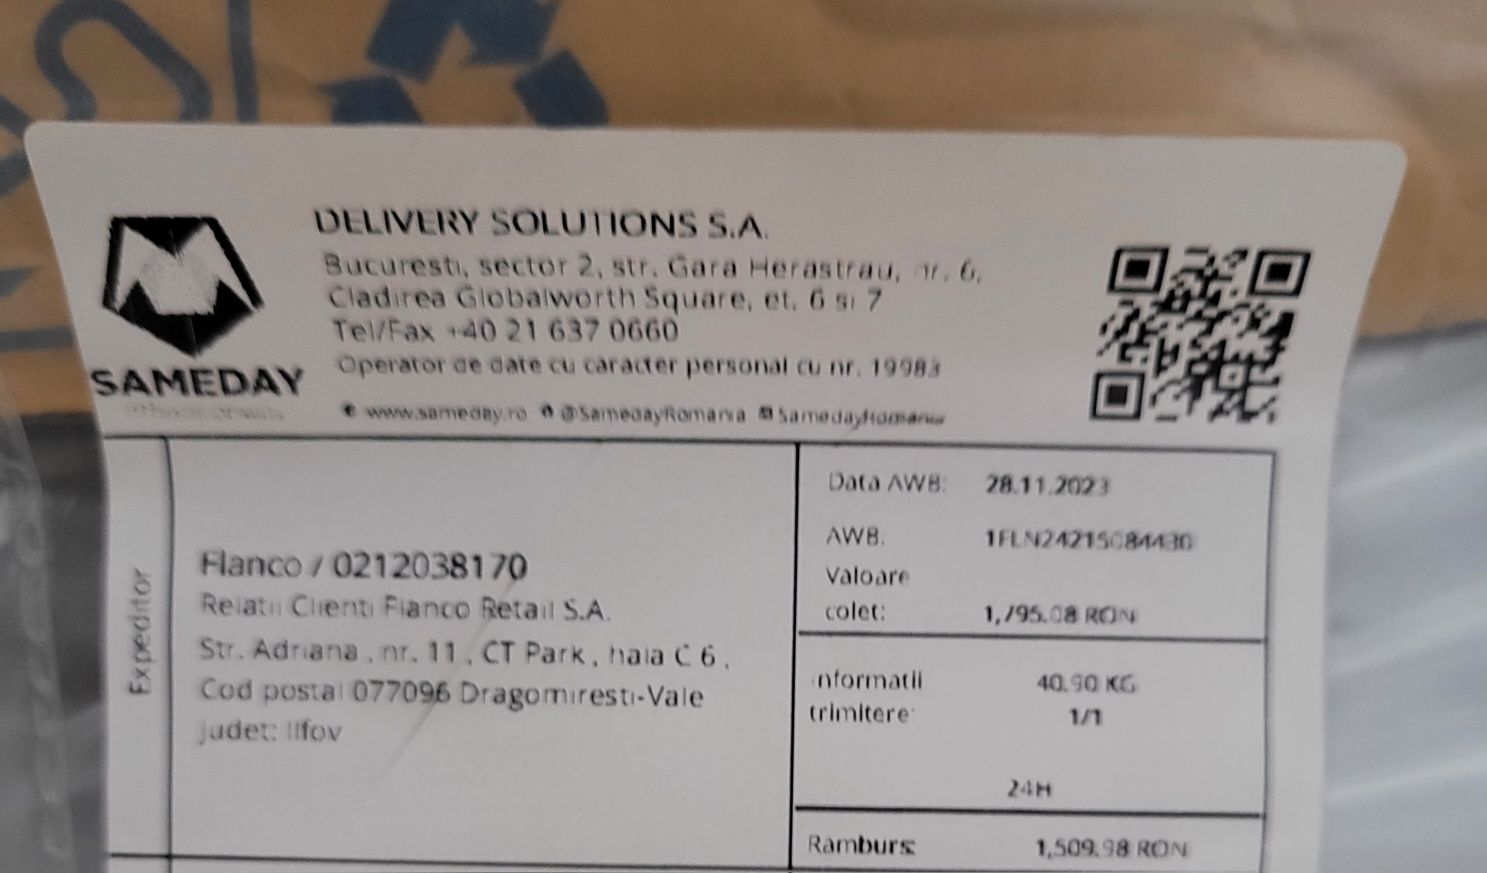 DELIVERY SOLUTIONS S.A.
Bucuresti, sector 2, str. Gara Herastrau, nr. 6,
Cladirea Globalworth Square, et. 6 si 7
Tel/Fax +40 21 637 0660
Operator de date cu caracter personal cu nr. 19983
www.sameday.ro @SamedayRomania SamedayRomania
SAMEDAY
Expeditor
Flanco / 0212038170
Relatii Clienti Flanco Retail S.A.
Str. Adriana , nr. 11 , CT Park , hala C 6 ,
Cod postal 077096 Dragomiresti-Vale
judet: Ilfov
Data AWB: 28.11.2023
AWB: 1FLN24215084430
Valoare
colet: 1,795.08 RON
Informatii 40.90 KG
trimitere: 1/1
24H
Ramburs: 1,509.98 RON